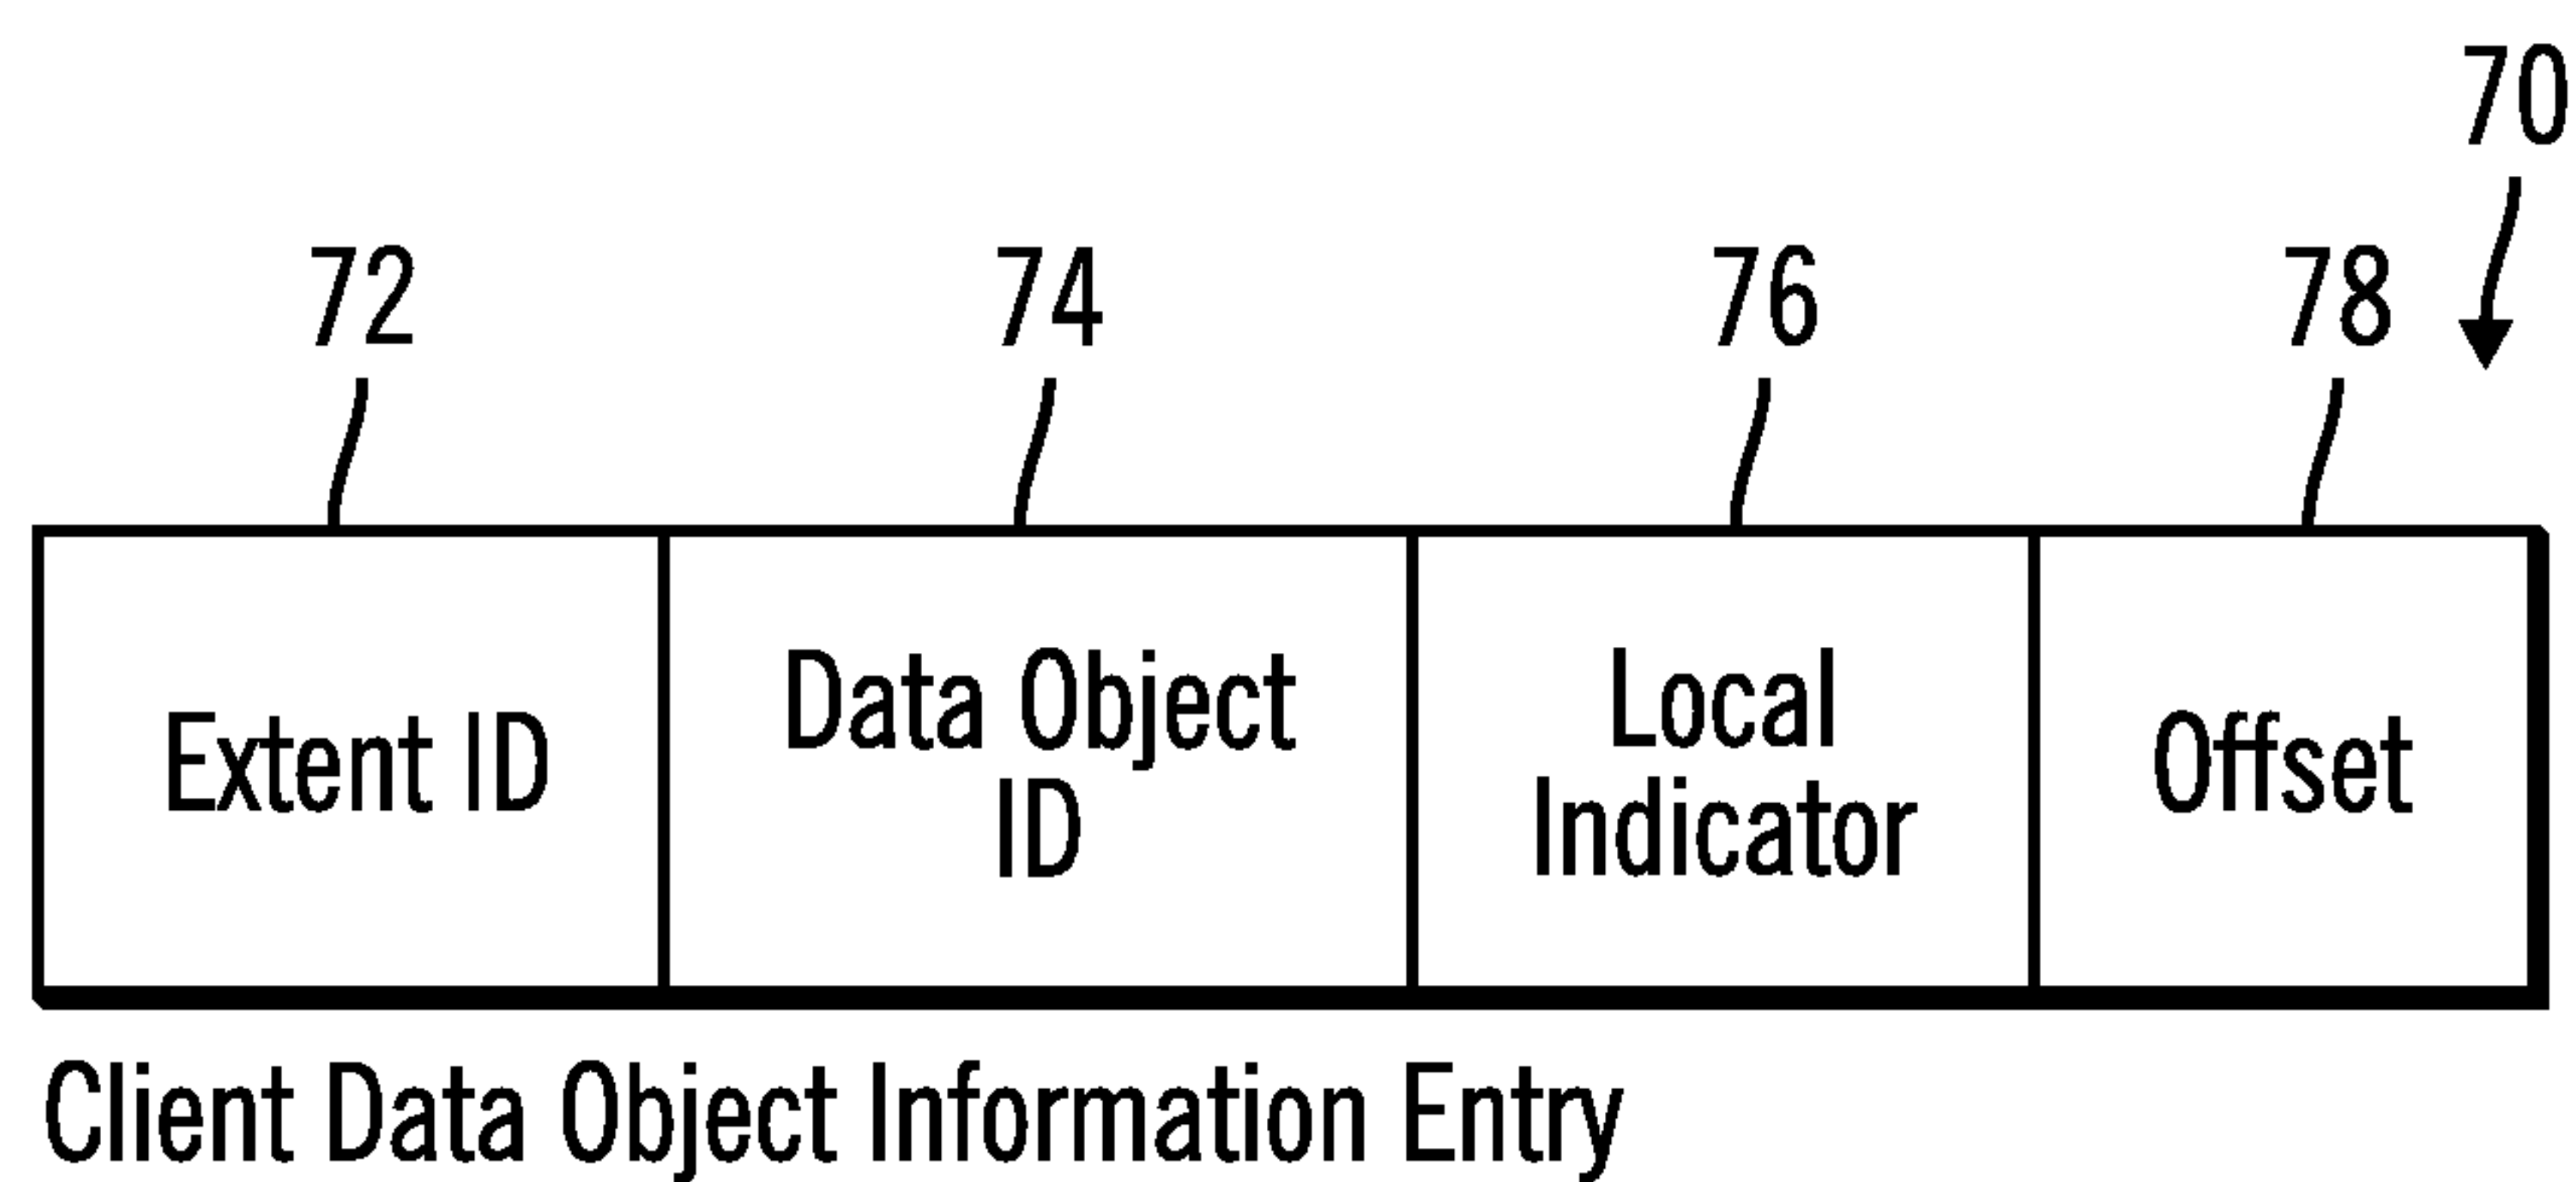 70
72
74
76
78
Extent ID
Data Object
ID
Local
Indicator
Offset
Client Data Object Information Entry